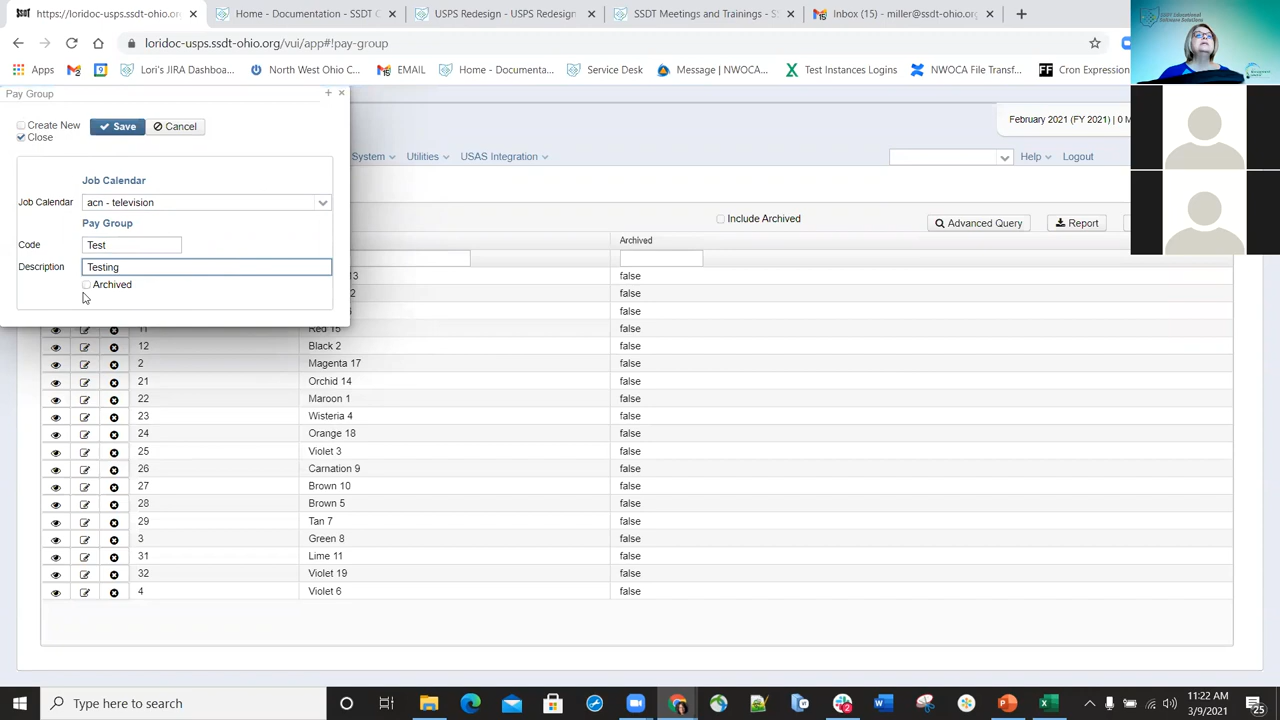 https://loridoc-usps.ssdt-ohio.org
Home - Documentation - SSDT C
USPS Redesign - USPS Redesign
SSDT Meetings and Trainings - S
Inbox (15) - miller@ssdt-ohio.org
loridoc-usps.ssdt-ohio.org/vui/app#!pay-group
Apps
Lori's JIRA Dashboa...
North West Ohio C...
EMAIL
Home - Documenta...
Service Desk
Message | NWOCA...
Tera Instances Logins
NWOCA File Transf...
Cron Expression
Pay Group
Create New
Close
Save
Cancel
February 2021 (FY 2021) | 0 M
System
Utilities
USAS Integration
Help
Logout
Job Calendar
Job Calendar acn - television
Pay Group
Code Test
Description Testing
Archived
Include Archived
Advanced Query
Report
Archived
13 false
2 false
false
11 Red 15 false
12 Black 2 false
2 Magenta 17 false
21 Orchid 14 false
22 Maroon 1 false
23 Wisteria 4 false
24 Orange 18 false
25 Violet 3 false
26 Carnation 9 false
27 Brown 10 false
28 Brown 5 false
29 Tan 7 false
3 Green 8 false
31 Lime 11 false
32 Violet 19 false
4 Violet 6 false
Type here to search
11:22 AM
3/9/2021
25